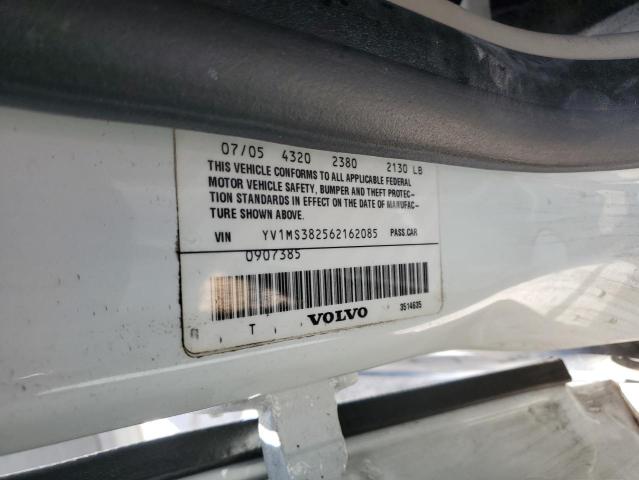 07/05 4320 2380 2130 LB
THIS VEHICLE CONFORMS TO ALL APPLICABLE FEDERAL
MOTOR VEHICLE SAFETY, BUMPER AND THEFT PROTEC-
TION STANDARDS IN EFFECT ON THE DATE OF MANUFAC-
TURE SHOWN ABOVE.
VIN YV1MS382562162085 PASS.CAR
0907385
T 3514635
VOLVO